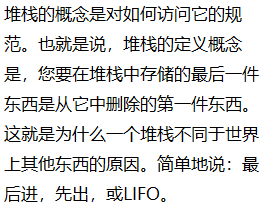 堆栈的概念是对如何访问它的规
范。也就是说，堆栈的定义概念
是，您要在堆栈中存储的最后一件
东西是从它中删除的第一件东西。
这就是为什么一个堆栈不同于世界
上其他东西的原因。简单地说：最
后进，先出，或LIFO。